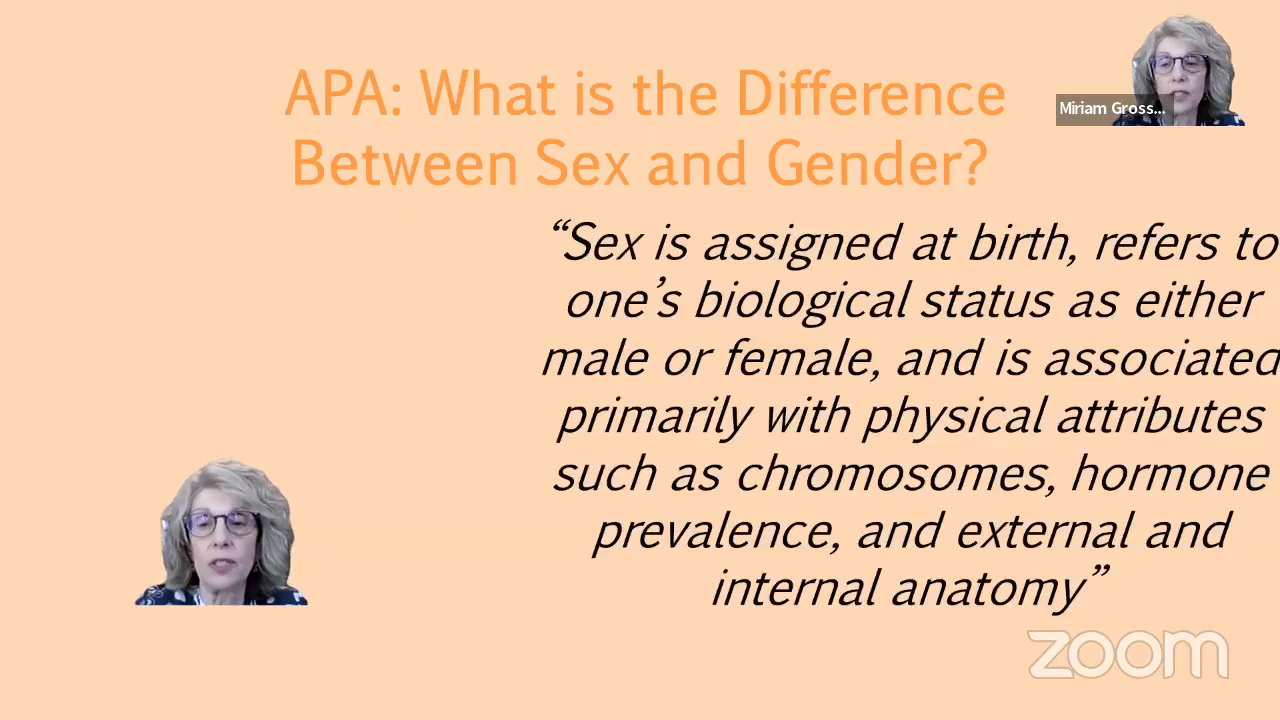 APA: What is the Difference
Between Sex and Gender?
Miriam Gross...
“Sex is assigned at birth, refers to
one’s biological status as either
male or female, and is associated
primarily with physical attributes
such as chromosomes, hormone
prevalence, and external and
internal anatomy”
zoom